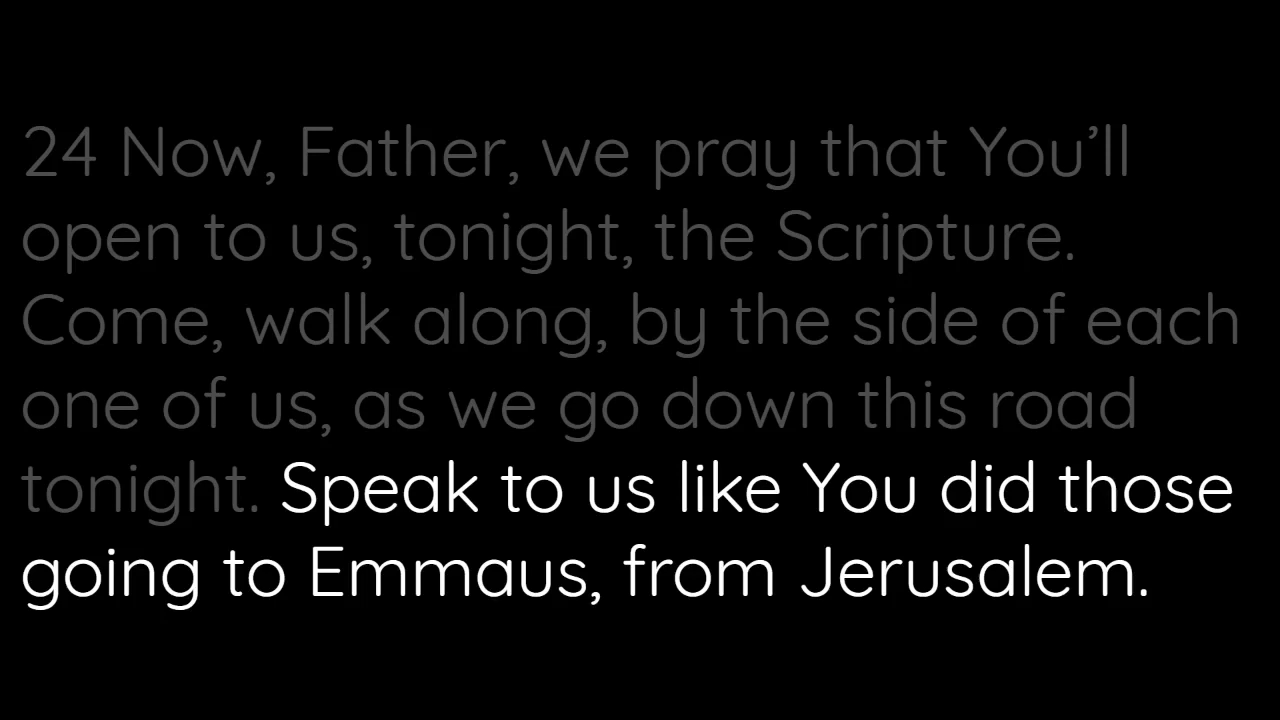 24 Now, Father, we pray that You’ll
open to us, tonight, the Scripture.
Come, walk along, by the side of each
one of us, as we go down this road
tonight. Speak to us like You did those
going to Emmaus, from Jerusalem.